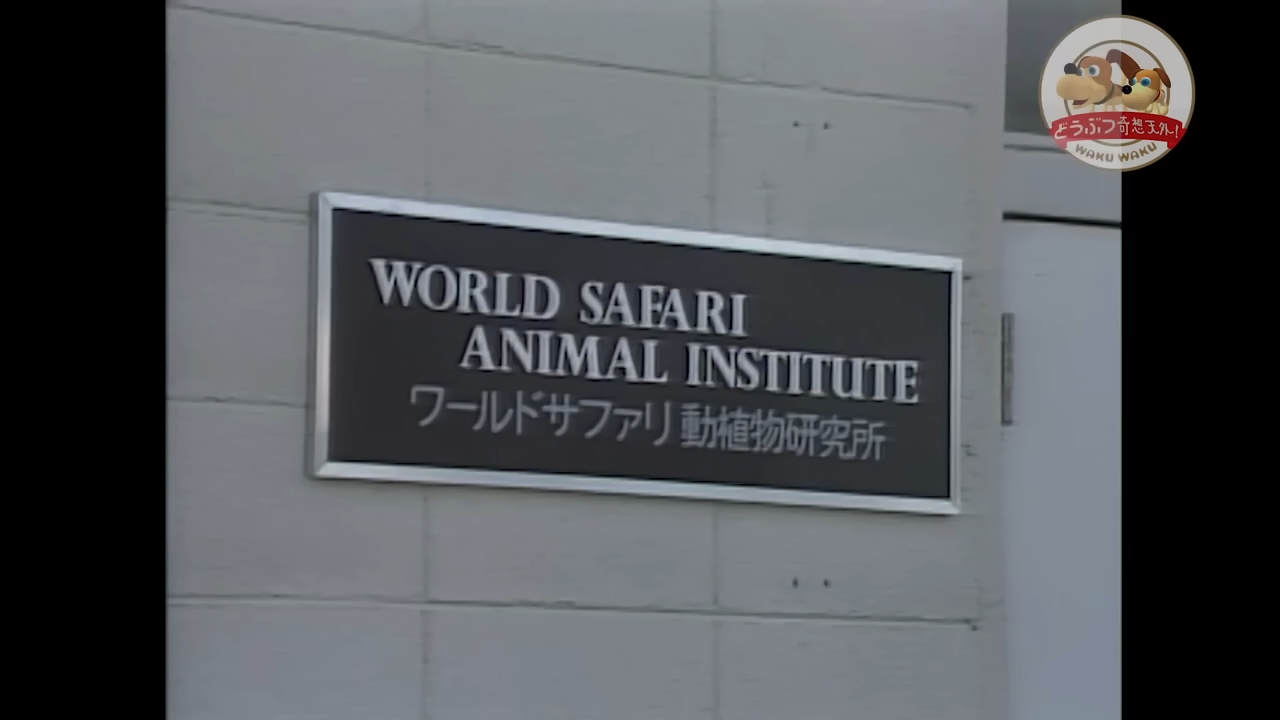 どうぶつ奇想天外!
WAKU WAKU
WORLD SAFARI
ANIMAL INSTITUTE
ワールドサファリ動植物研究所